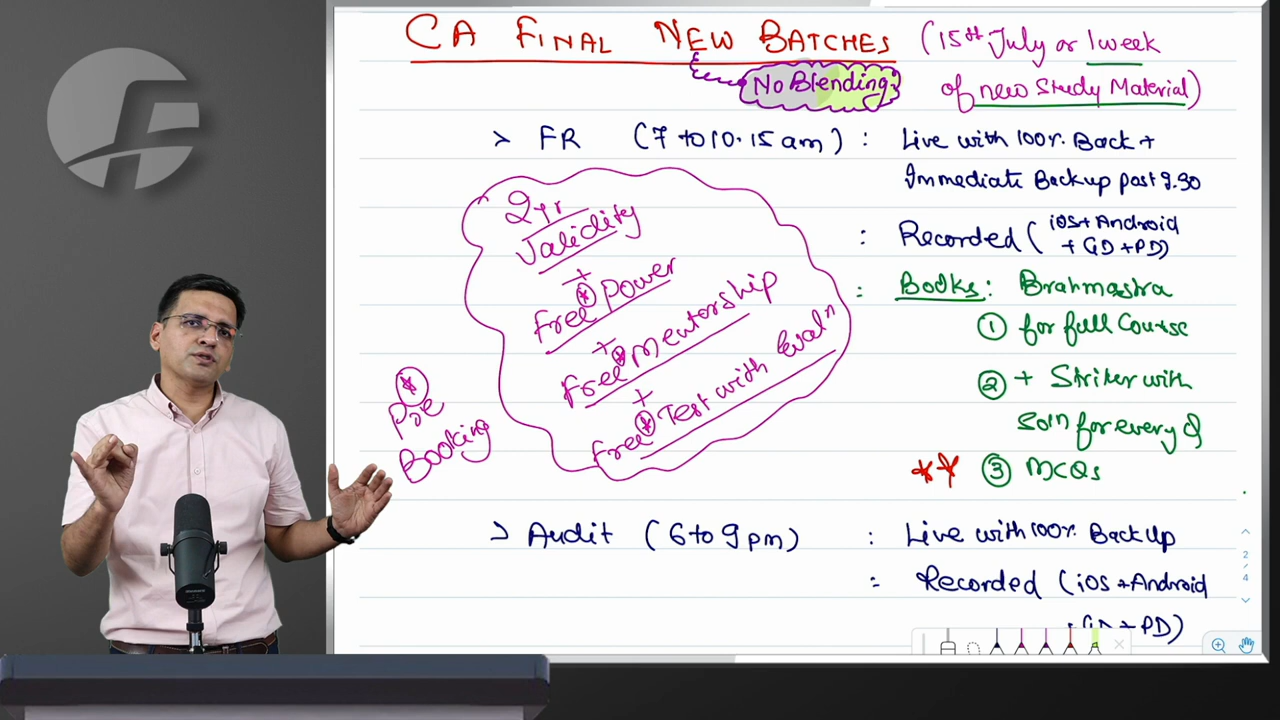 CA FINAL NEW BATCHES (15th July or 1 week
No Blending
of new Study Material)
> FR (7 to 10.15 am) : Live with 100% Back +
Immediate Backup post 9.30
: Recorded (iOS + Android
+ GD + PD)
2 yr
Validity
+
Free* Power
+
Free* Mentorship
+
Free* Test with Evaln
* Pre
Booking
: Books : Brahmastra
① for full Course
② + Striker with
Soln for every Q
** ③ MCQs
> Audit (6 to 9 pm) : Live with 100% Back Up
: Recorded (iOS + Android
+ GD + PD)
2
/
4